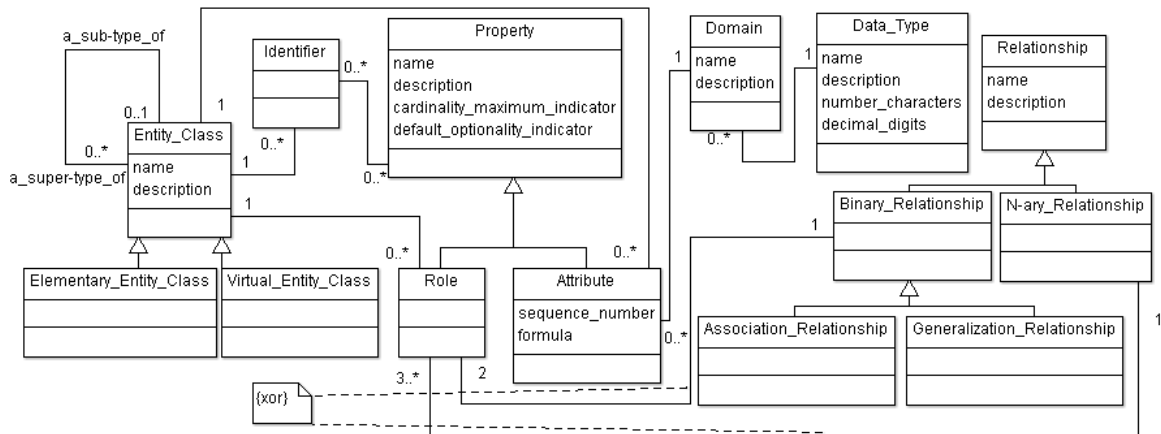 a_sub-type_of
0..1
0..*
a_super-type_of
Entity_Class
name
description
1
1
1
Identifier
0..*
0..*
0..*
Property
name
description
cardinality_maximum_indicator
default_optionality_indicator
Domain
name
description
1
0..*
Data_Type
name
description
number_characters
decimal_digits
1
Relationship
name
description
Binary_Relationship
1
N-ary_Relationship
1
Elementary_Entity_Class
Virtual_Entity_Class
Role
0..*
3..*
2
Attribute
sequence_number
formula
0..*
0..*
Association_Relationship
Generalization_Relationship
{xor}